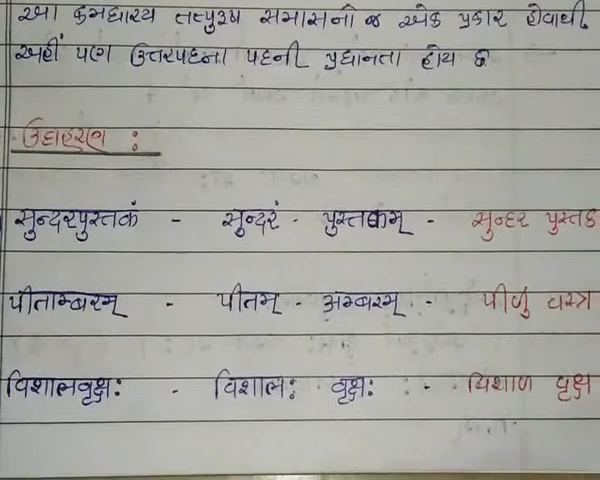 આ કર્મધારય તત્પુરુષ સમાસનો જ એક પ્રકાર હોવાથી
અહીં પણ ઉત્તરપદના પદની પ્રધાનતા હોય છે
ઉદાહરણ :
सुन्दरपुस्तकं - सुन्दरं - पुस्तकम् - સુન્દર પુસ્તક
पीताम्बरम् - पीतम् - अम्बरम् - પીળું વસ્ત્ર
विशालवृक्षः - विशालः वृक्षः - વિશાળ વૃક્ષ